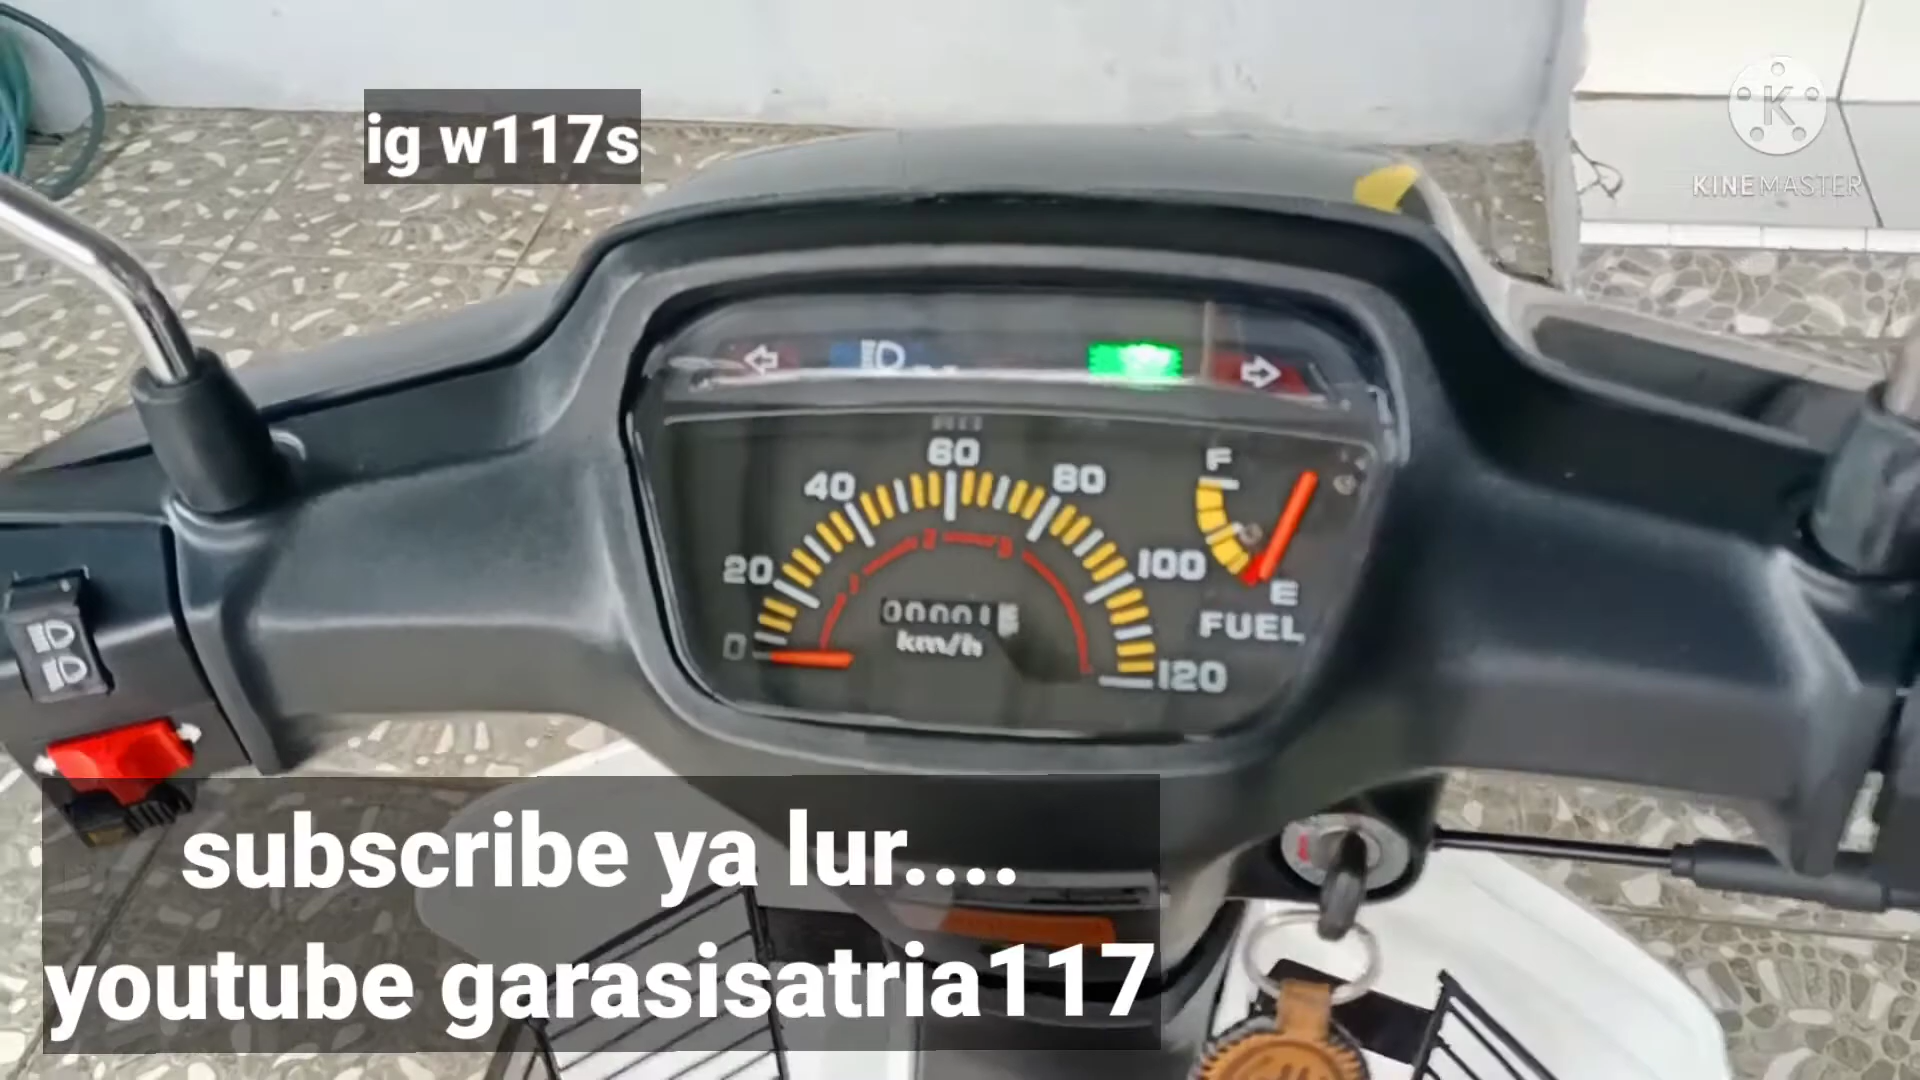 ig w117s
KINEMASTER
60
40
80
F
20
100
E
FUEL
km/h
0
120
subscribe ya lur....
youtube garasisatria117